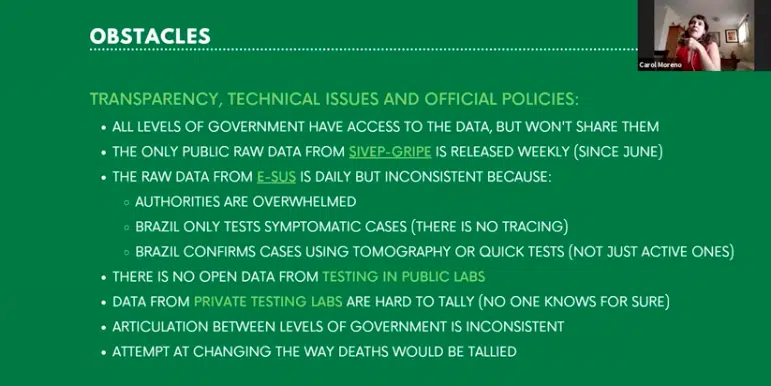 OBSTACLES
Carol Moreno
TRANSPARENCY, TECHNICAL ISSUES AND OFFICIAL POLICIES:
• ALL LEVELS OF GOVERNMENT HAVE ACCESS TO THE DATA, BUT WON'T SHARE THEM
• THE ONLY PUBLIC RAW DATA FROM SIVEP-GRIPE IS RELEASED WEEKLY (SINCE JUNE)
• THE RAW DATA FROM E-SUS IS DAILY BUT INCONSISTENT BECAUSE:
◦ AUTHORITIES ARE OVERWHELMED
◦ BRAZIL ONLY TESTS SYMPTOMATIC CASES (THERE IS NO TRACING)
◦ BRAZIL CONFIRMS CASES USING TOMOGRAPHY OR QUICK TESTS (NOT JUST ACTIVE ONES)
• THERE IS NO OPEN DATA FROM TESTING IN PUBLIC LABS
• DATA FROM PRIVATE TESTING LABS ARE HARD TO TALLY (NO ONE KNOWS FOR SURE)
• ARTICULATION BETWEEN LEVELS OF GOVERNMENT IS INCONSISTENT
• ATTEMPT AT CHANGING THE WAY DEATHS WOULD BE TALLIED